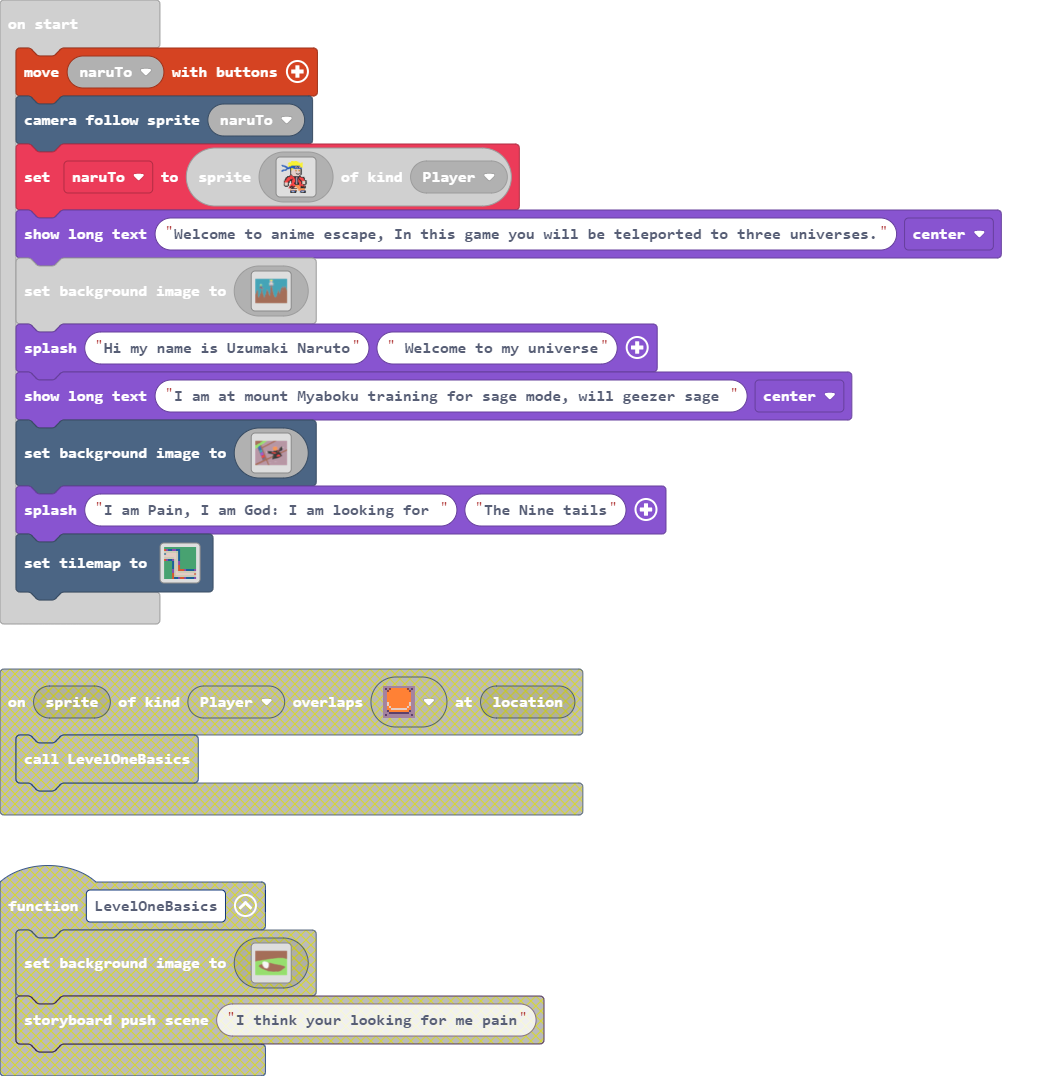 on start
move naruTo with buttons
camera follow sprite naruTo
set naruTo to sprite of kind Player
show long text "Welcome to anime escape, In this game you will be teleported to three universes." center
set background image to
splash "Hi my name is Uzumaki Naruto" " Welcome to my universe"
show long text "I am at mount Myaboku training for sage mode, will geezer sage " center
set background image to
splash "I am Pain, I am God: I am looking for " "The Nine tails"
set tilemap to
on sprite of kind Player overlaps at location
call LevelOneBasics
function LevelOneBasics
set background image to
storyboard push scene "I think your looking for me pain"